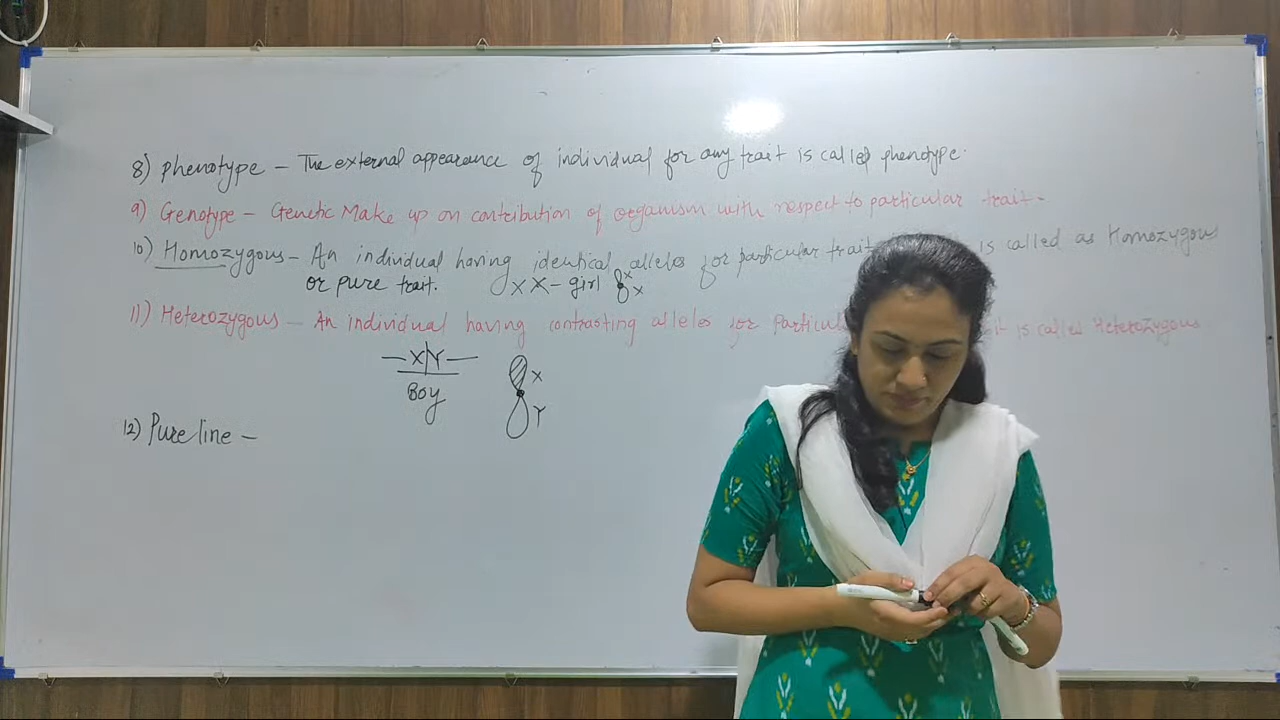 8) phenotype – The external appearance of individual for any trait is called phenotype.
9) Genotype – Genetic Make up on contribution of organism with respect to particular trait.
10) Homozygous – An individual having identical alleles for particular trait is called as Homozygous
or pure trait. XX – girl X X
11) Heterozygous – An individual having contrasting alleles for Particul it is called Heterozygous
— X|Y — X
Boy Y
12) Pure line –